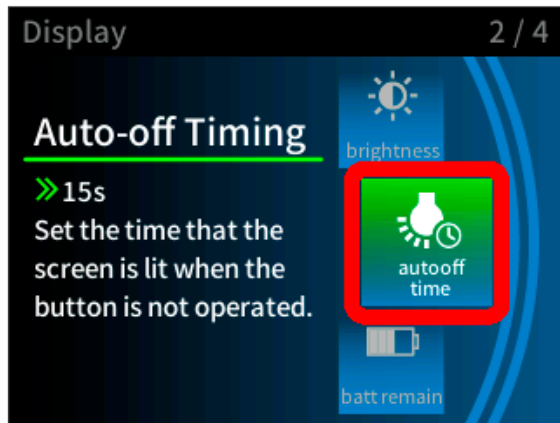 Display
2 / 4
Auto-off Timing
15s
Set the time that the
screen is lit when the
button is not operated.
brightness
autooff
time
batt remain